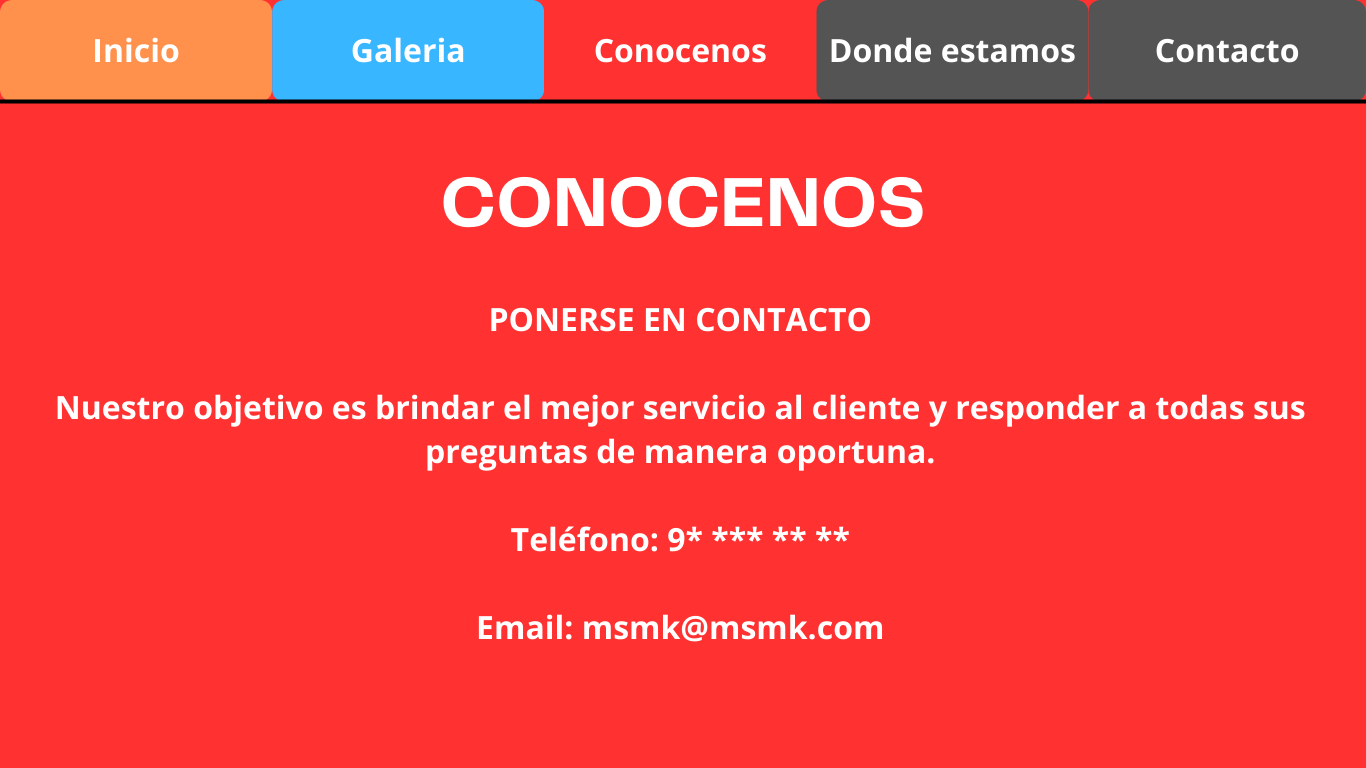 Inicio
Galeria
Conocenos
Donde estamos
Contacto
CONOCENOS
PONERSE EN CONTACTO
Nuestro objetivo es brindar el mejor servicio al cliente y responder a todas sus
preguntas de manera oportuna.
Teléfono: 9* *** ** **
Email: msmk@msmk.com